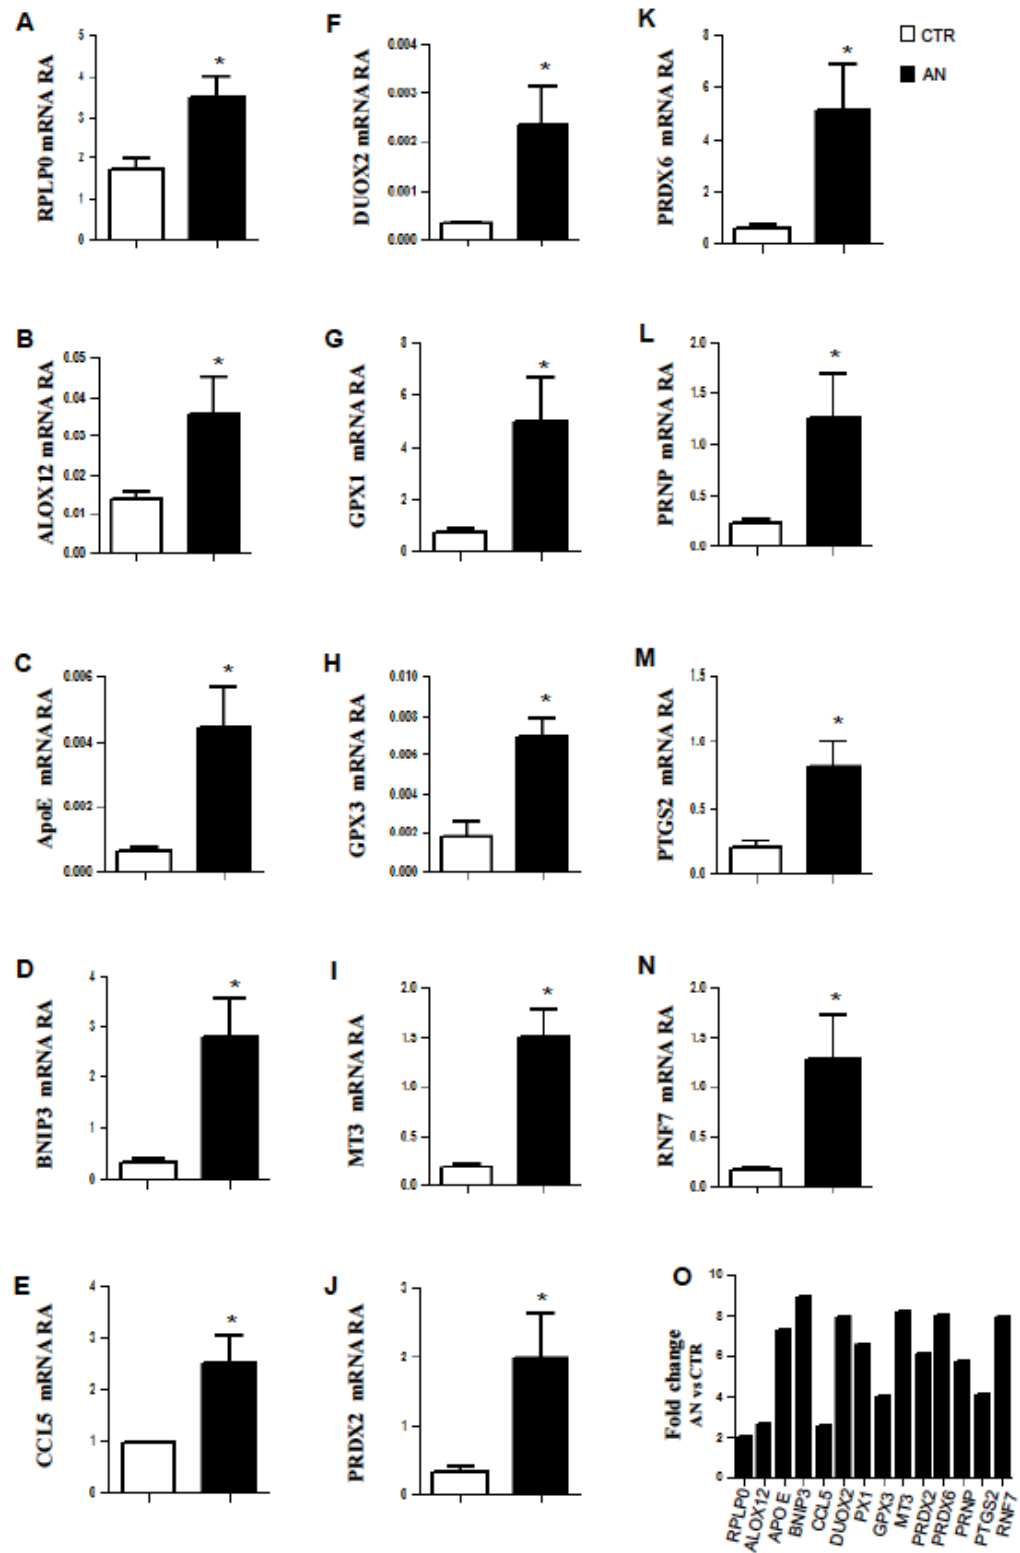 A
RPLP0 mRNA RA
5
4
3
2
1
0
*
F
DUOX2 mRNA RA
0.004
0.003
0.002
0.001
0.000
*
K
PRDX6 mRNA RA
8
6
4
2
0
*
CTR
AN
B
ALOX12 mRNA RA
0.05
0.04
0.03
0.02
0.01
0.00
*
G
GPX1 mRNA RA
8
6
4
2
0
*
L
PRNP mRNA RA
2.0
1.5
1.0
0.5
0.0
*
C
ApoE mRNA RA
0.006
0.004
0.002
0.000
*
H
GPX3 mRNA RA
0.010
0.008
0.006
0.004
0.002
0.000
*
M
PTGS2 mRNA RA
1.5
1.0
0.5
0.0
*
D
BNIP3 mRNA RA
4
3
2
1
0
*
I
MT3 mRNA RA
2.0
1.5
1.0
0.5
0.0
*
N
RNF7 mRNA RA
2.0
1.5
1.0
0.5
0.0
*
E
CCL5 mRNA RA
4
3
2
1
0
*
J
PRDX2 mRNA RA
3
2
1
0
*
O
Fold change
AN vs CTR
10
8
6
4
2
0
RPLP0
ALOX12
APO E
BNIP3
CCL5
DUOX2
PX1
GPX3
MT3
PRDX2
PRDX6
PRNP
PTGS2
RNF7